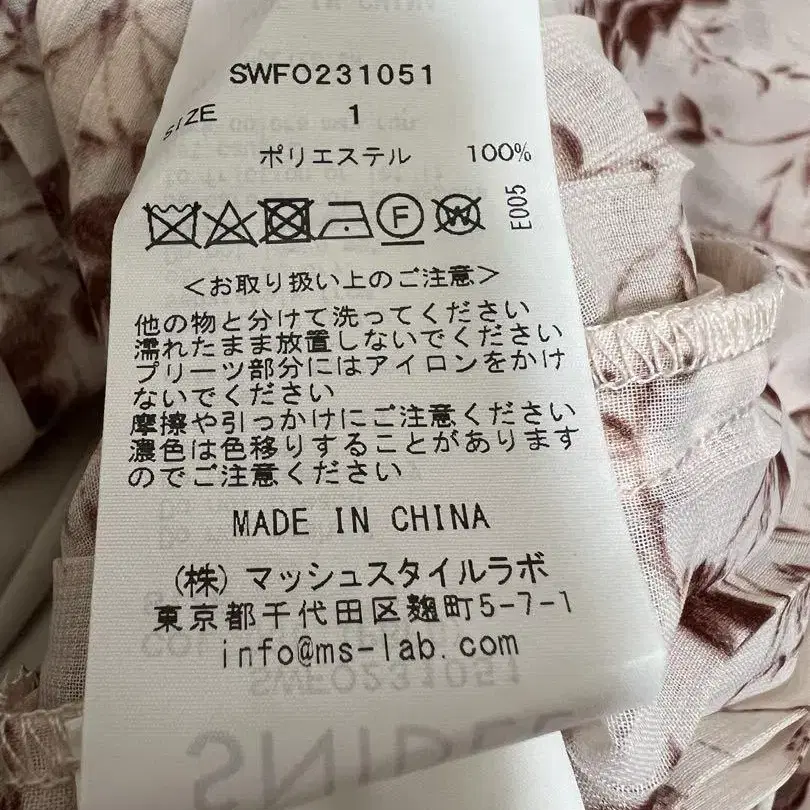 SWFO231051
SIZE 1
ポリエステル 100%
F W E005
<お取り扱い上のご注意>
他の物と分けて洗ってください
濡れたまま放置しないでください
プリーツ部分にはアイロンをかけ
ないでください
摩擦や引っかけにご注意ください
濃色は色移りすることがあります
のでご注意ください
MADE IN CHINA
(株)マッシュスタイルラボ
東京都千代田区麹町5-7-1
info@ms-lab.com
SWFO231051
SNIDEL